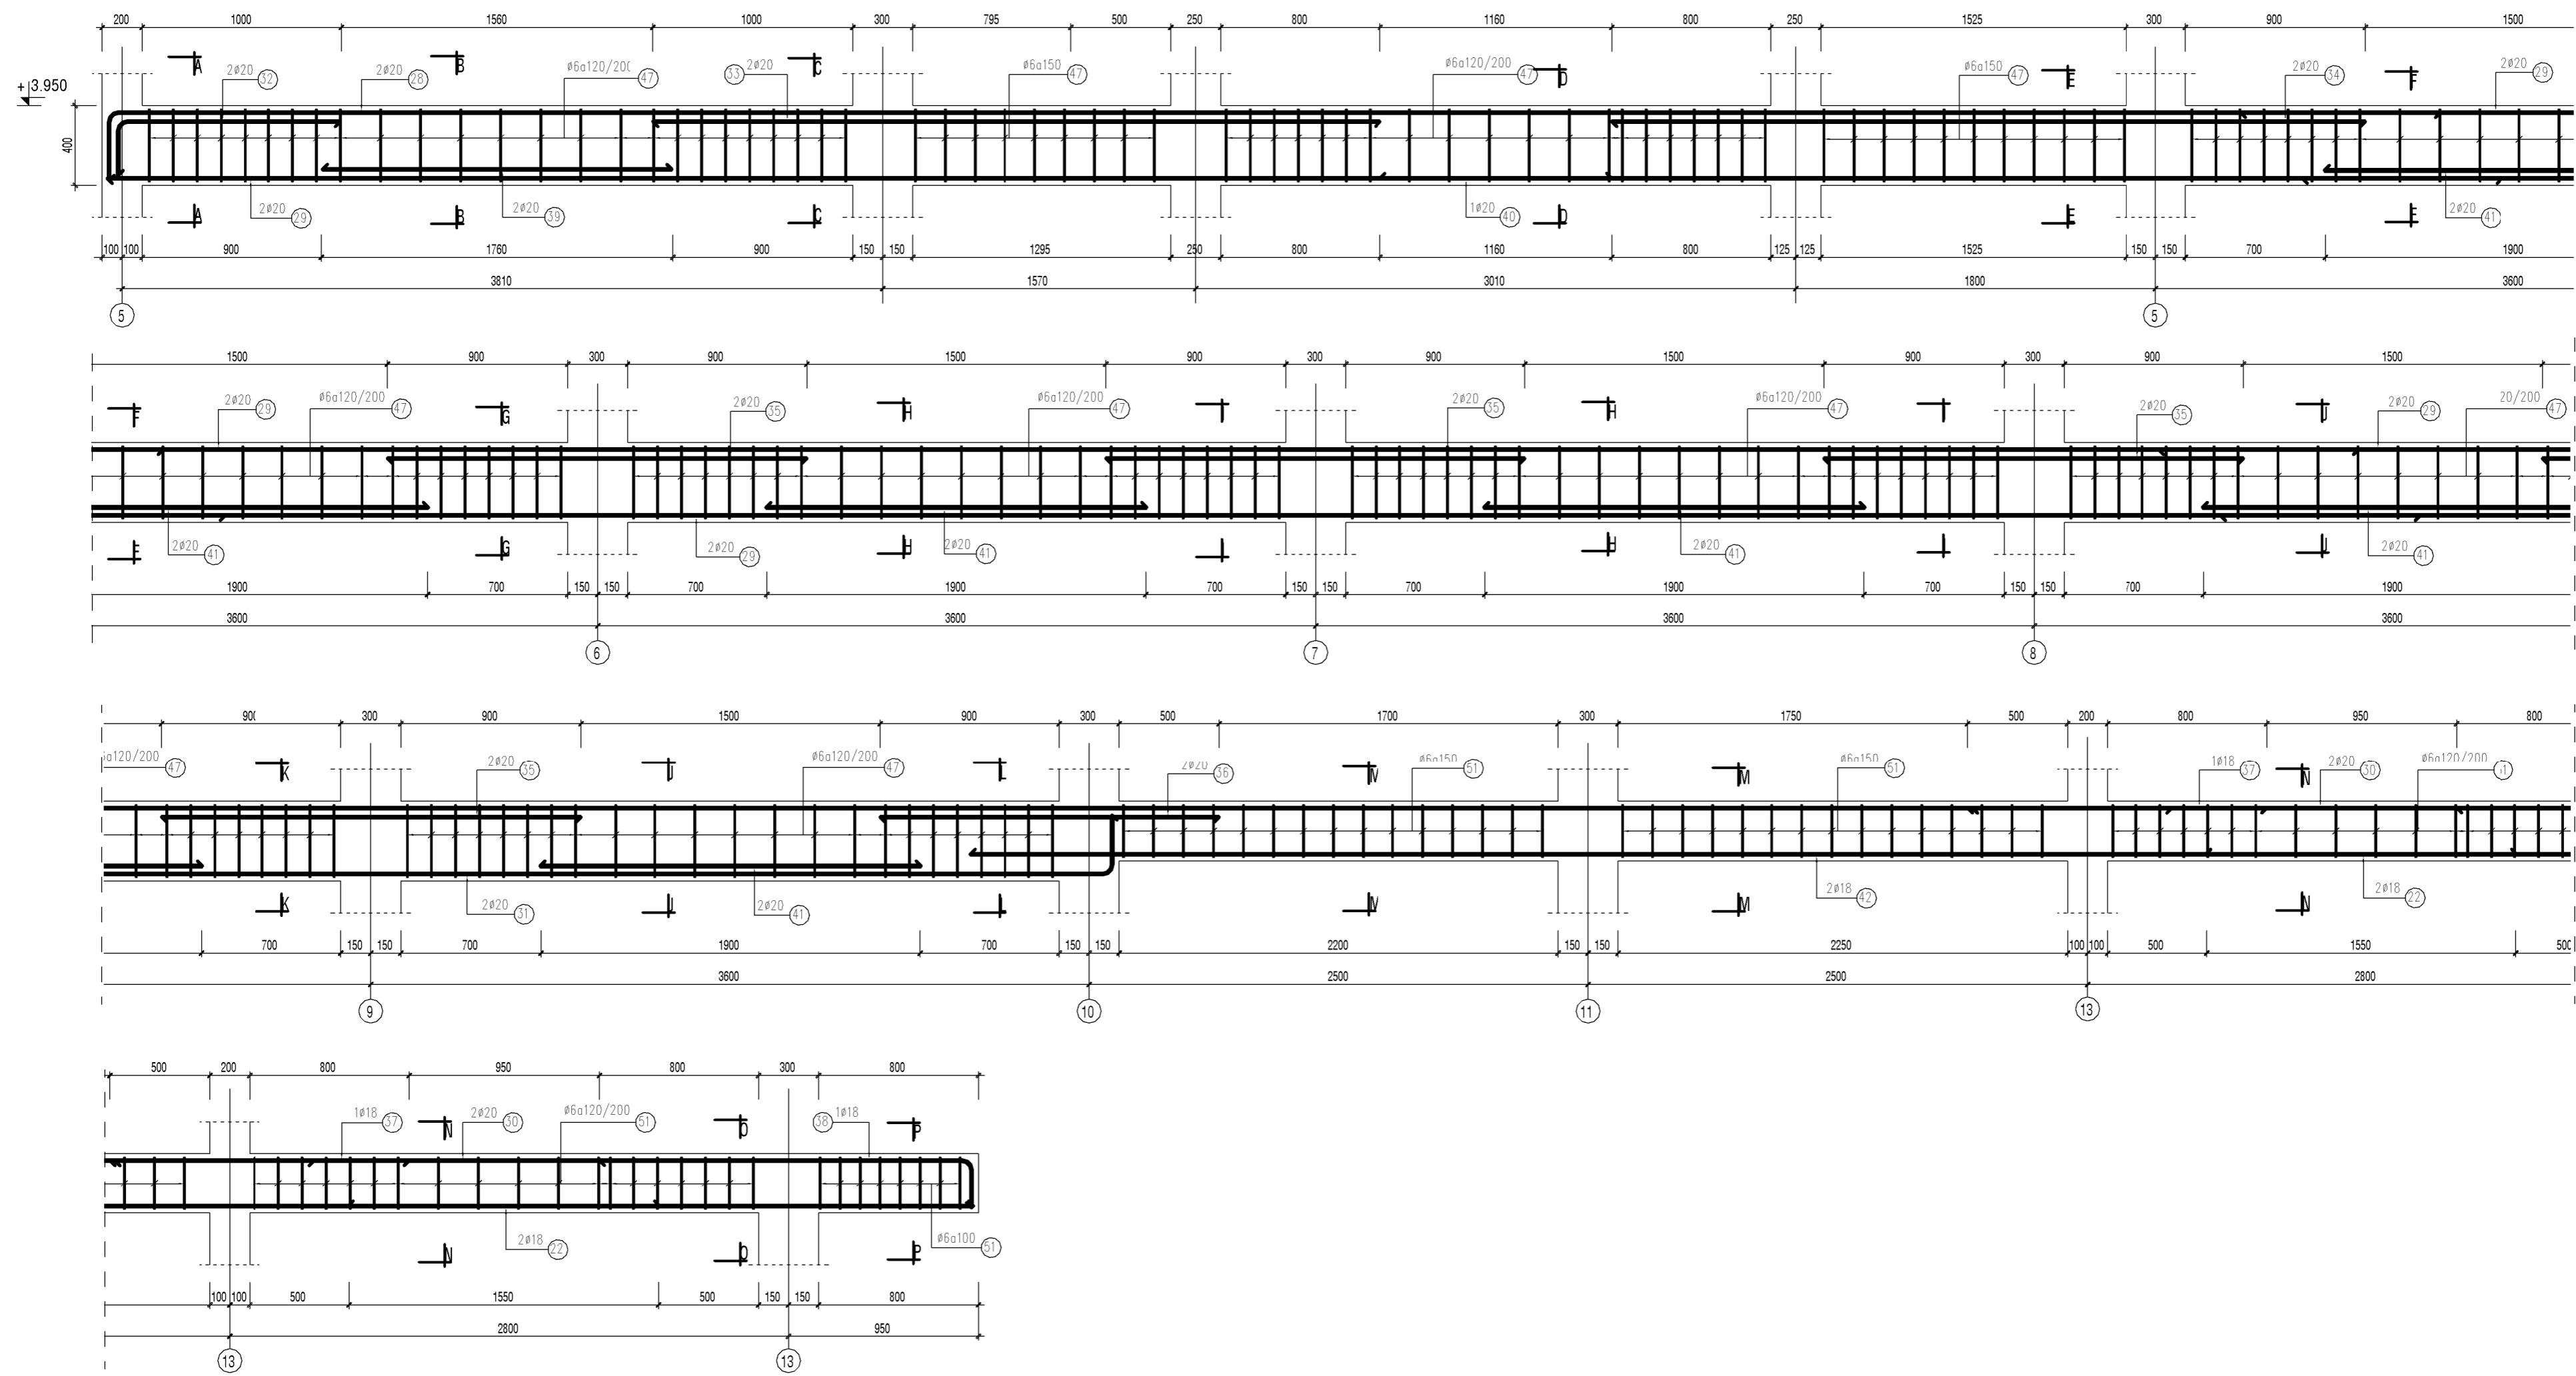 200 1000 1560 1000 300 795 500 250 800 1160 800 250 1525 300 900 1500
A B C D E F
2ø20 32 2ø20 28 ø6a120/200 47 33 2ø20 ø6a150 47 ø6a120/200 47 ø6a150 47 2ø20 34 2ø20 29
+3.950
400
2ø20 29 2ø20 39 1ø20 40 2ø20 41
A B C D E F
100 100 900 1760 900 150 150 1295 250 800 1160 800 125 125 1525 150 150 700 1900
3810 1570 3010 1800 3600
5 5
1500 900 300 900 1500 900 300 900 1500 900 300 900 1500
F G H I H I J
2ø20 29 ø6a120/200 47 2ø20 35 ø6a120/200 47 2ø20 35 ø6a120/200 47 2ø20 35 2ø20 29 20/200 47
F G H I H I J
2ø20 41 2ø20 29 2ø20 41 2ø20 41 2ø20 41
1900 700 150 150 700 1900 700 150 150 700 1900 700 150 150 700 1900
3600 3600 3600 3600
6 7 8
900 300 900 1500 900 300 500 1700 300 1750 500 200 800 950 800
K J L M M N
6a120/200 47 2ø20 35 ø6a120/200 47 2ø20 36 ø6a150 51 ø6a150 51 1ø18 37 2ø20 30 ø6a120/200
K J L M M N
2ø20 31 2ø20 41 2ø18 42 2ø18 22
700 150 150 700 1900 700 150 150 2200 150 150 2250 100 100 500 1550 500
3600 2500 2500 2800
9 10 11 13
500 200 800 950 800 300 800
N O P
1ø18 37 2ø20 30 ø6a120/200 51 38 1ø18
2ø18 22 ø6a100 51
N O P
100 100 500 1550 500 150 150 800
2800 950
13 13